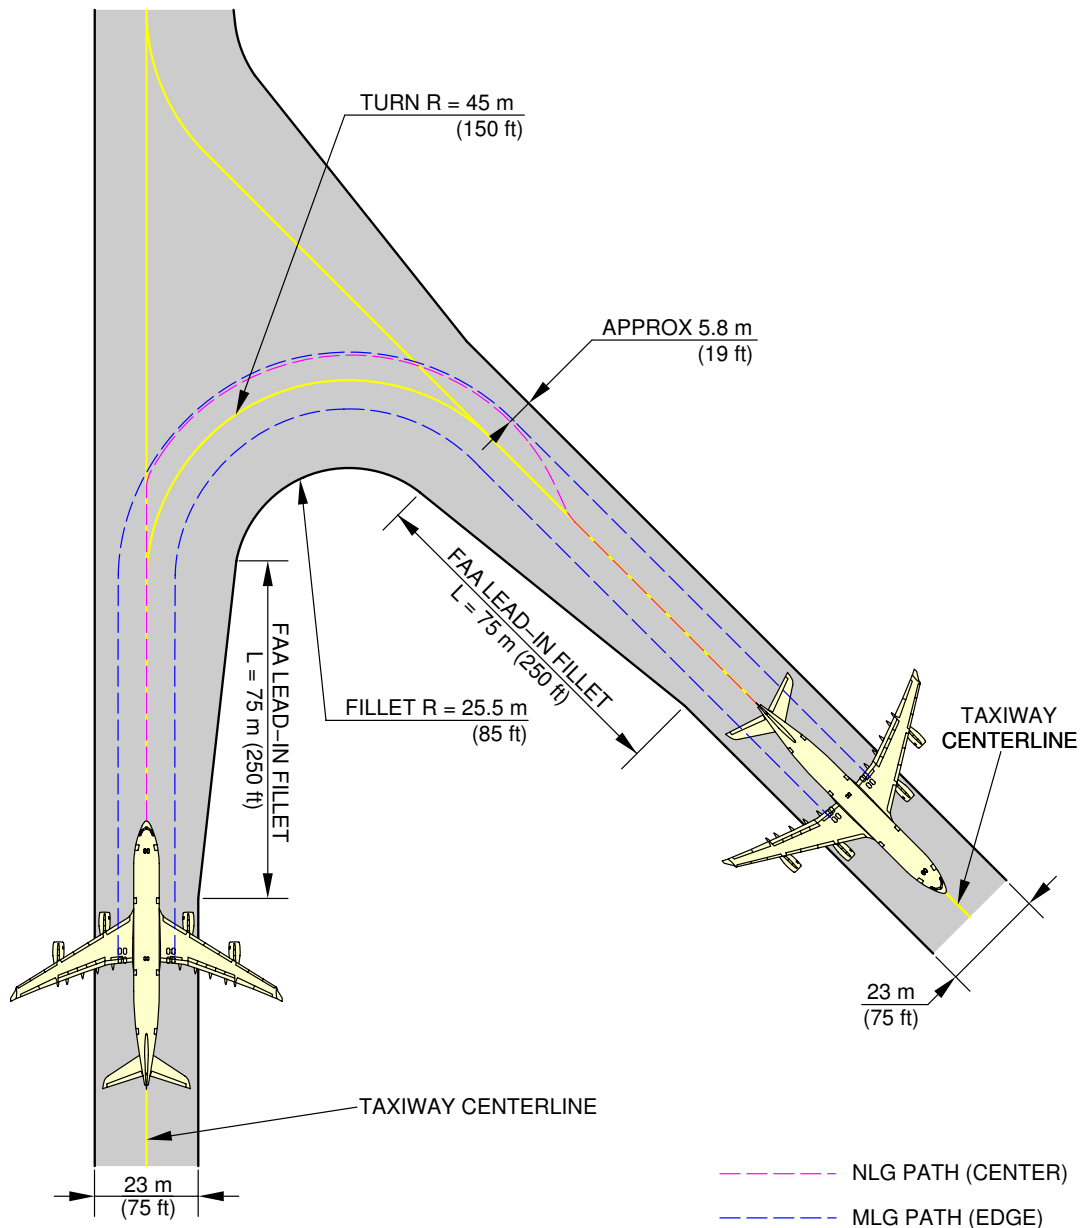 TURN R = 45 m
(150 ft)
APPROX 5.8 m
(19 ft)
FAA LEAD–IN FILLET
L = 75 m (250 ft)
FAA LEAD–IN FILLET
L = 75 m (250 ft)
FILLET R = 25.5 m
(85 ft)
TAXIWAY
CENTERLINE
23 m
(75 ft)
TAXIWAY CENTERLINE
23 m
(75 ft)
NLG PATH (CENTER)
MLG PATH (EDGE)